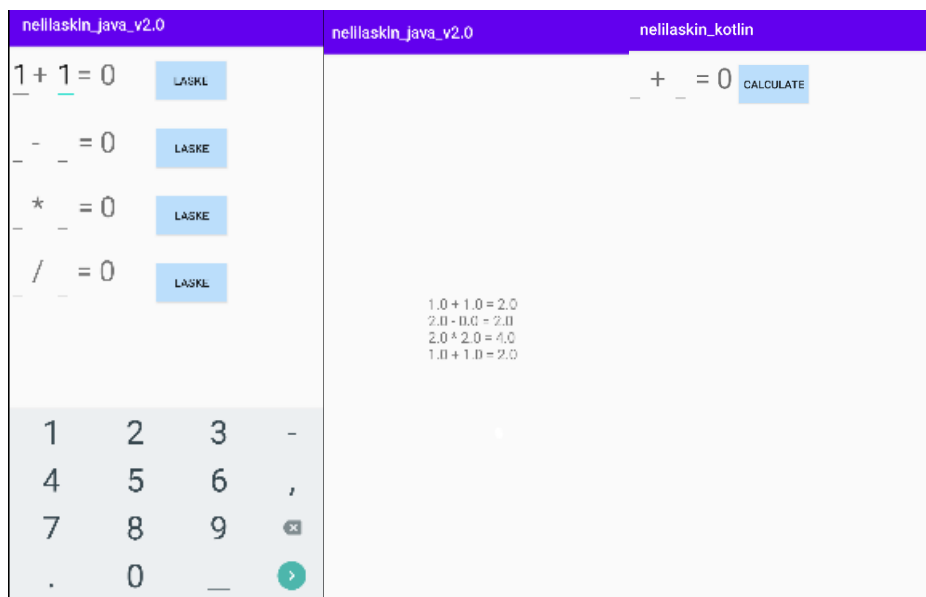 nelilaskin_java_v2.0
1 + 1 = 0 LASKE
_ - _ = 0 LASKE
_ * _ = 0 LASKE
_ / _ = 0 LASKE
1 2 3 -
4 5 6 ,
7 8 9
. 0 _
nelilaskin_java_v2.0
1.0 + 1.0 = 2.0
2.0 - 0.0 = 2.0
2.0 * 2.0 = 4.0
1.0 + 1.0 = 2.0
nelilaskin_kotlin
_ + _ = 0 CALCULATE